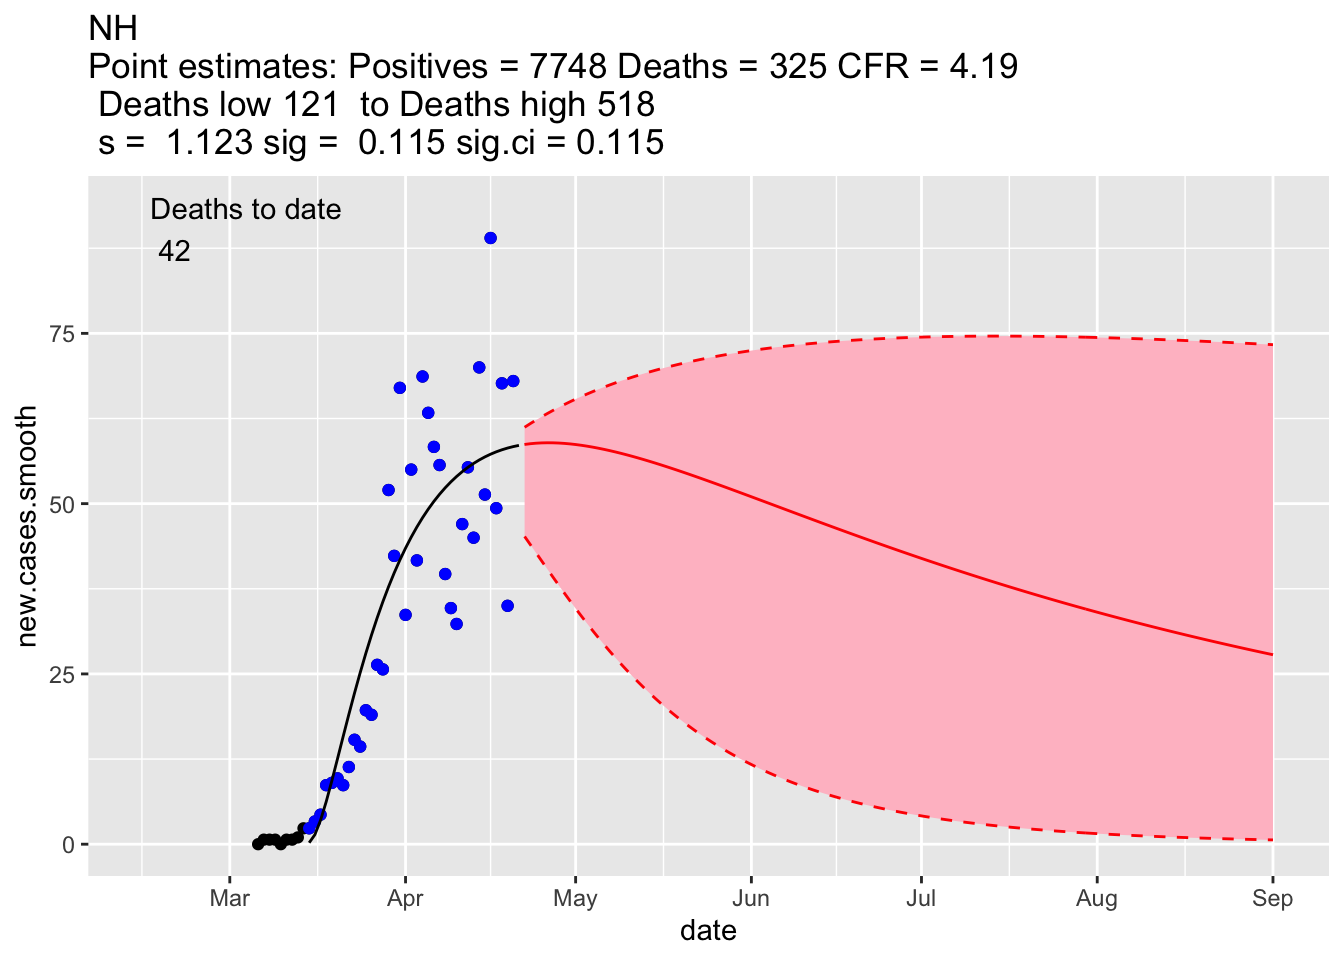 NH
Point estimates: Positives = 7748 Deaths = 325 CFR = 4.19
Deaths low 121  to Deaths high 518
s =  1.123 sig =  0.115 sig.ci = 0.115
Deaths to date
42
75
50
25
0
new.cases.smooth
Mar Apr May Jun Jul Aug Sep
date